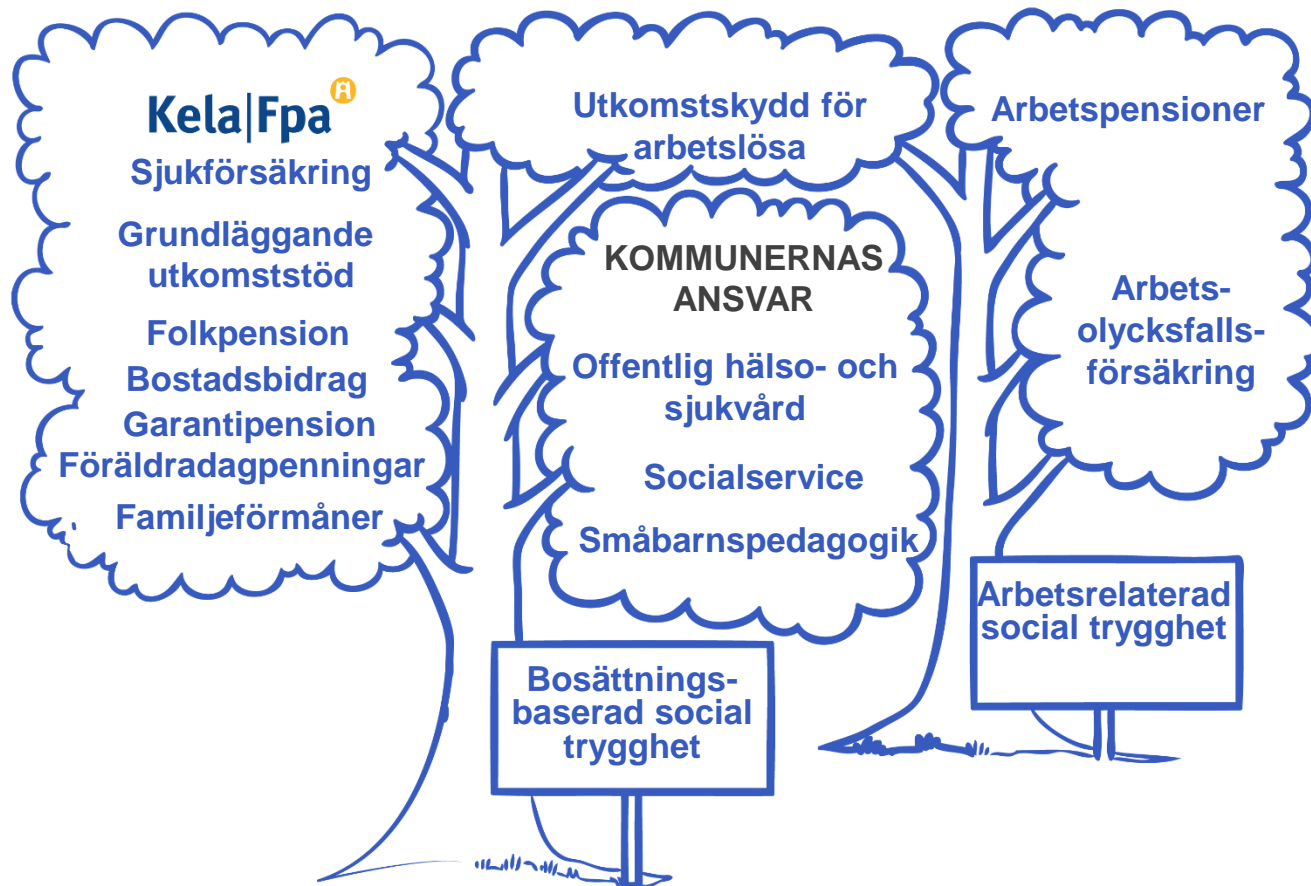 Kela|Fpa
Sjukförsäkring
Grundläggande
utkomststöd
Folkpension
Bostadsbidrag
Garantipension
Föräldradagpenningar
Familjeförmåner
Utkomstskydd för
arbetslösa
KOMMUNERNAS
ANSVAR
Offentlig hälso- och
sjukvård
Socialservice
Småbarnspedagogik
Bosättnings-
baserad social
trygghet
Arbetspensioner
Arbets-
olycksfalls-
försäkring
Arbetsrelaterad
social trygghet